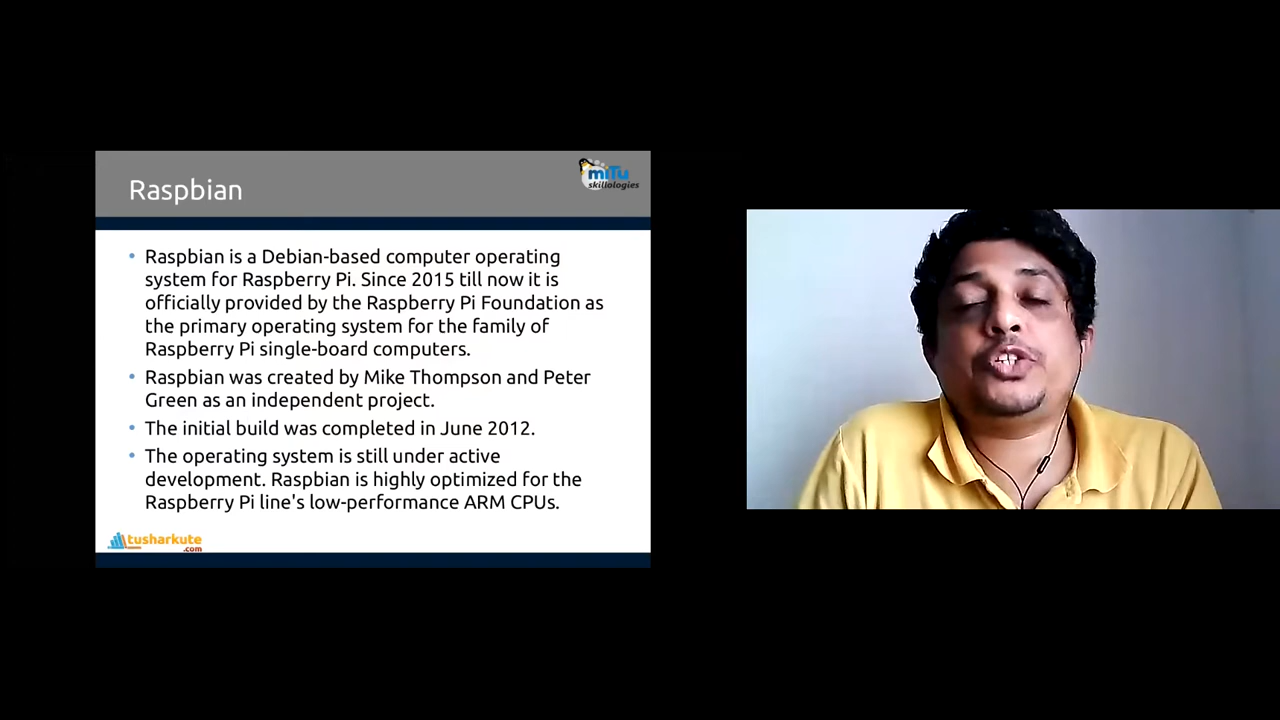 Raspbian
miTu
skillologies
Raspbian is a Debian-based computer operating
system for Raspberry Pi. Since 2015 till now it is
officially provided by the Raspberry Pi Foundation as
the primary operating system for the family of
Raspberry Pi single-board computers.
Raspbian was created by Mike Thompson and Peter
Green as an independent project.
The initial build was completed in June 2012.
The operating system is still under active
development. Raspbian is highly optimized for the
Raspberry Pi line's low-performance ARM CPUs.
tusharkute
.com